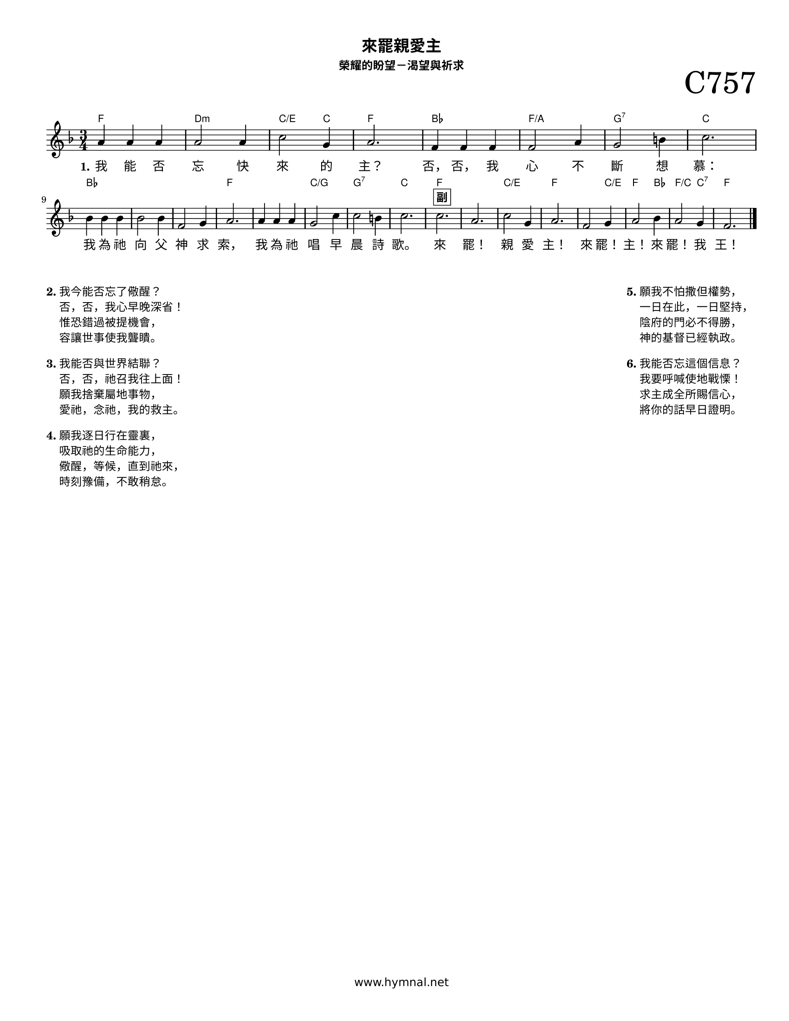 來罷親愛主
榮耀的盼望－渴望與祈求
C757
F Dm C/E C F B♭ F/A G7 C
3
4
1. 我 能 否 忘 快 來 的 主？ 否，否，我 心 不 斷 想 慕：
B♭ F C/G G7 C F C/E F C/E F B♭ F/C C7 F
9
副
我為祂 向 父 神 求 索， 我為祂 唱 早 晨 詩 歌。 來 罷！ 親 愛 主！ 來罷！主！來罷！我 王！
2. 我今能否忘了儆醒？
否，否，我心早晚深省！
惟恐錯過被提機會，
容讓世事使我聾瞶。
3. 我能否與世界結聯？
否，否，祂召我往上面！
願我捨棄屬地事物，
愛祂，念祂，我的救主。
4. 願我逐日行在靈裏，
吸取祂的生命能力，
儆醒，等候，直到祂來，
時刻豫備，不敢稍怠。
5. 願我不怕撒但權勢，
一日在此，一日堅持，
陰府的門必不得勝，
神的基督已經執政。
6. 我能否忘這個信息？
我要呼喊使地戰慄！
求主成全所賜信心，
將你的話早日證明。
www.hymnal.net